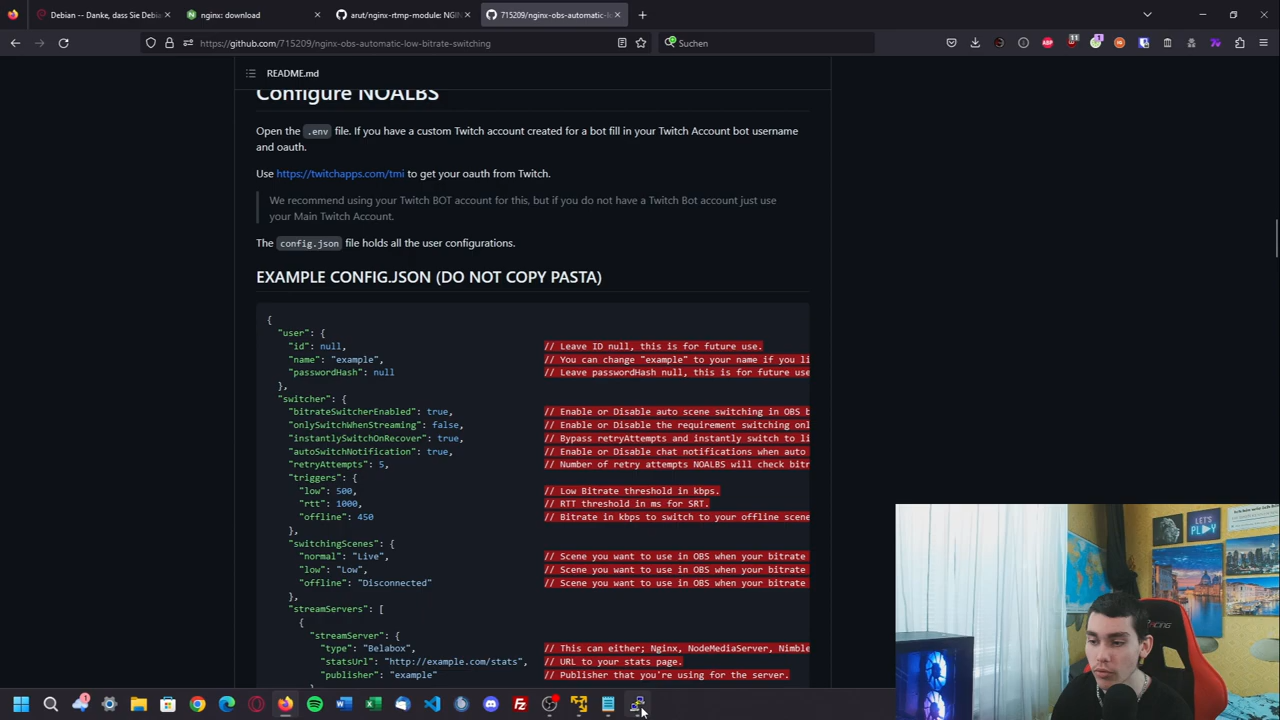 Debian -- Danke, dass Sie Debia
nginx: download
arut/nginx-rtmp-module: NGI
715209/nginx-obs-automatic-l
https://github.com/715209/nginx-obs-automatic-low-bitrate-switching
Suchen
README.md
Configure NOALBS
Open the .env file. If you have a custom Twitch account created for a bot fill in your Twitch Account bot username
and oauth.
Use https://twitchapps.com/tmi to get your oauth from Twitch.
We recommend using your Twitch BOT account for this, but if you do not have a Twitch Bot account just use
your Main Twitch Account.
The config.json file holds all the user configurations.
EXAMPLE CONFIG.JSON (DO NOT COPY PASTA)
{
"user": {
"id": null, // Leave ID null, this is for future use.
"name": "example", // You can change "example" to your name if you li
"passwordHash": null // Leave passwordHash null, this is for future use
},
"switcher": {
"bitrateSwitcherEnabled": true, // Enable or Disable auto scene switching in OBS b
"onlySwitchWhenStreaming": false, // Enable or Disable the requirement switching onl
"instantlySwitchOnRecover": true, // Bypass retryAttempts and instantly switch to li
"autoSwitchNotification": true, // Enable or Disable chat notifications when auto
"retryAttempts": 5, // Number of retry attempts NOALBS will check bitr
"triggers": {
"low": 500, // Low Bitrate threshold in kbps.
"rtt": 1000, // RTT threshold in ms for SRT.
"offline": 450 // Bitrate in kbps to switch to your offline scene
},
"switchingScenes": {
"normal": "Live", // Scene you want to use in OBS when your bitrate
"low": "Low", // Scene you want to use in OBS when your bitrate
"offline": "Disconnected" // Scene you want to use in OBS when your bitrate
},
"streamServers": [
{
"streamServer": {
"type": "Belabox", // This can either; Nginx, NodeMediaServer, Nimble
"statsUrl": "http://example.com/stats", // URL to your stats page.
"publisher": "example" // Publisher that you're using for the server.
LET'S
PLAY
RACING